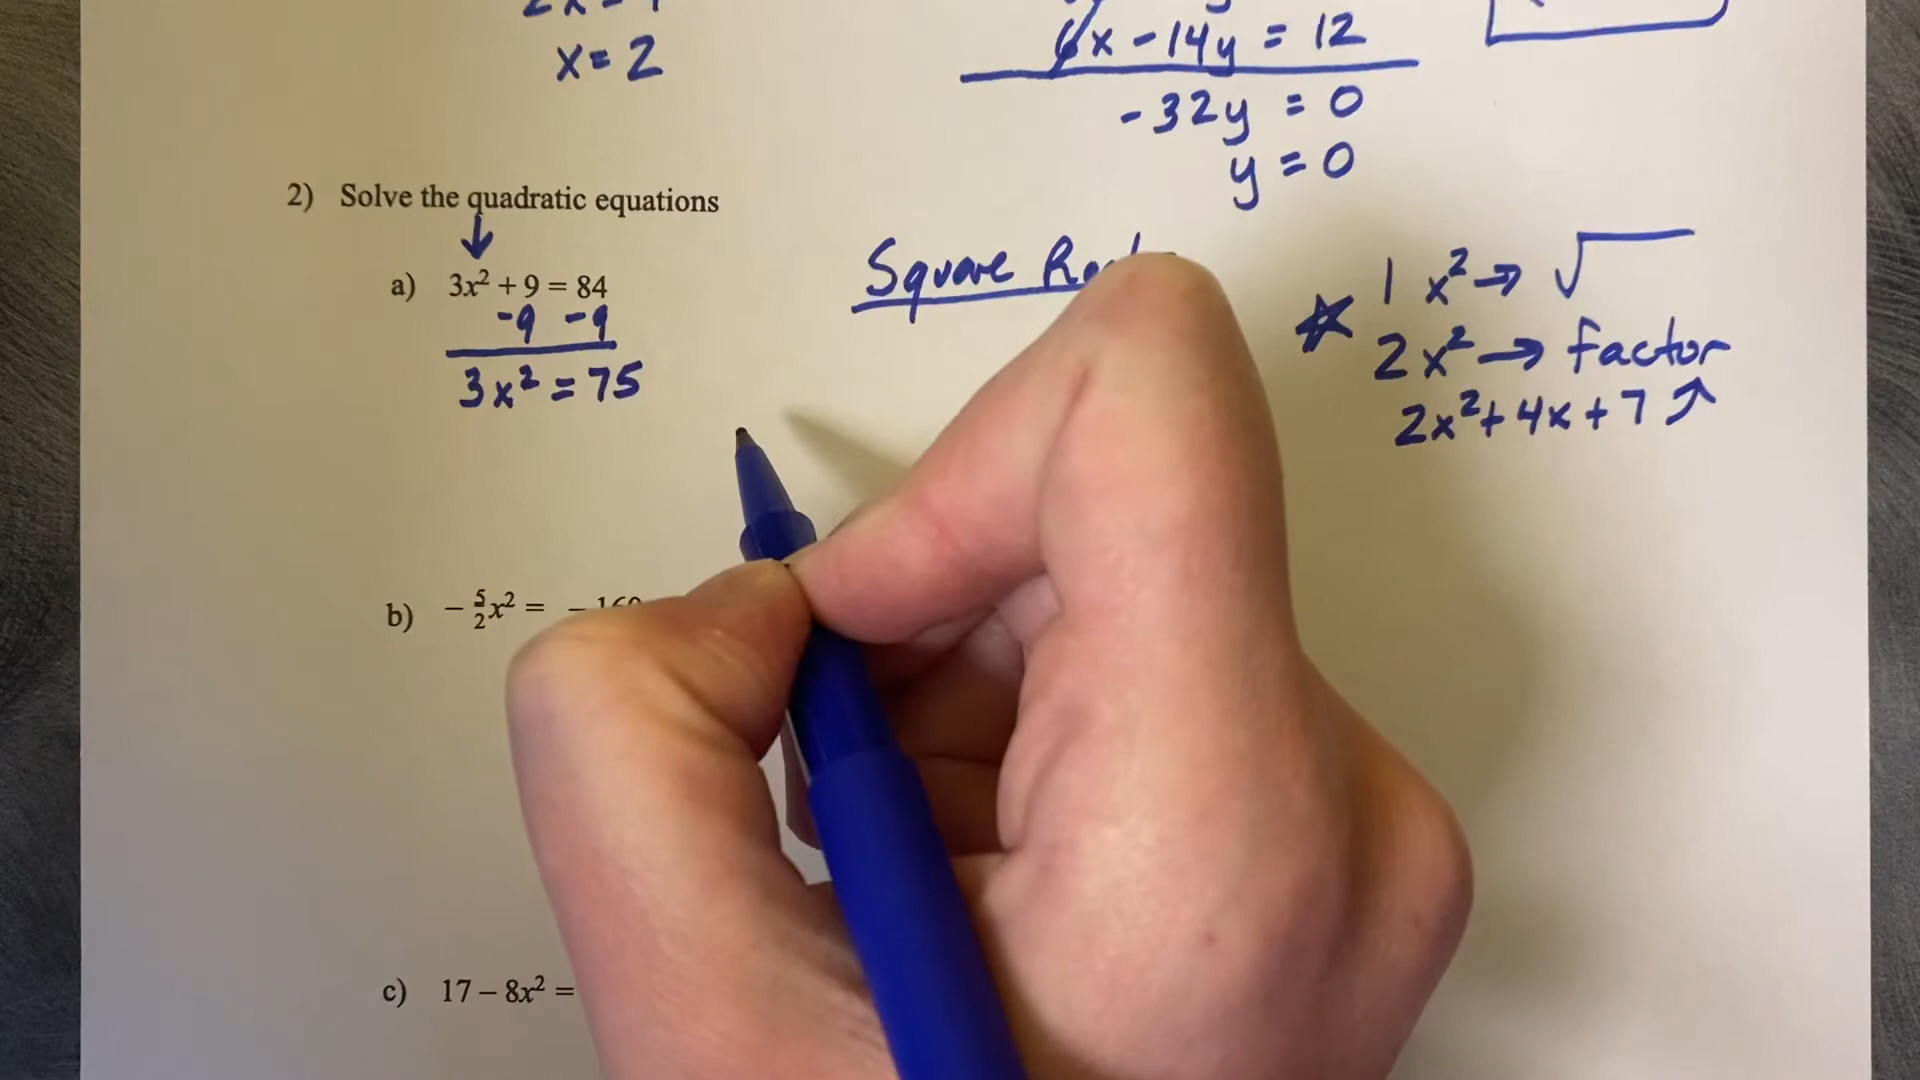 x = 2
6x - 14y = 12
-32y = 0
y = 0
2) Solve the quadratic equations
a) 3x² + 9 = 84
-9 -9
3x² = 75
Square
1 x² → √
2x² → factor
2x² + 4x + 7
b) - 5/2 x² =
c) 17 – 8x² =